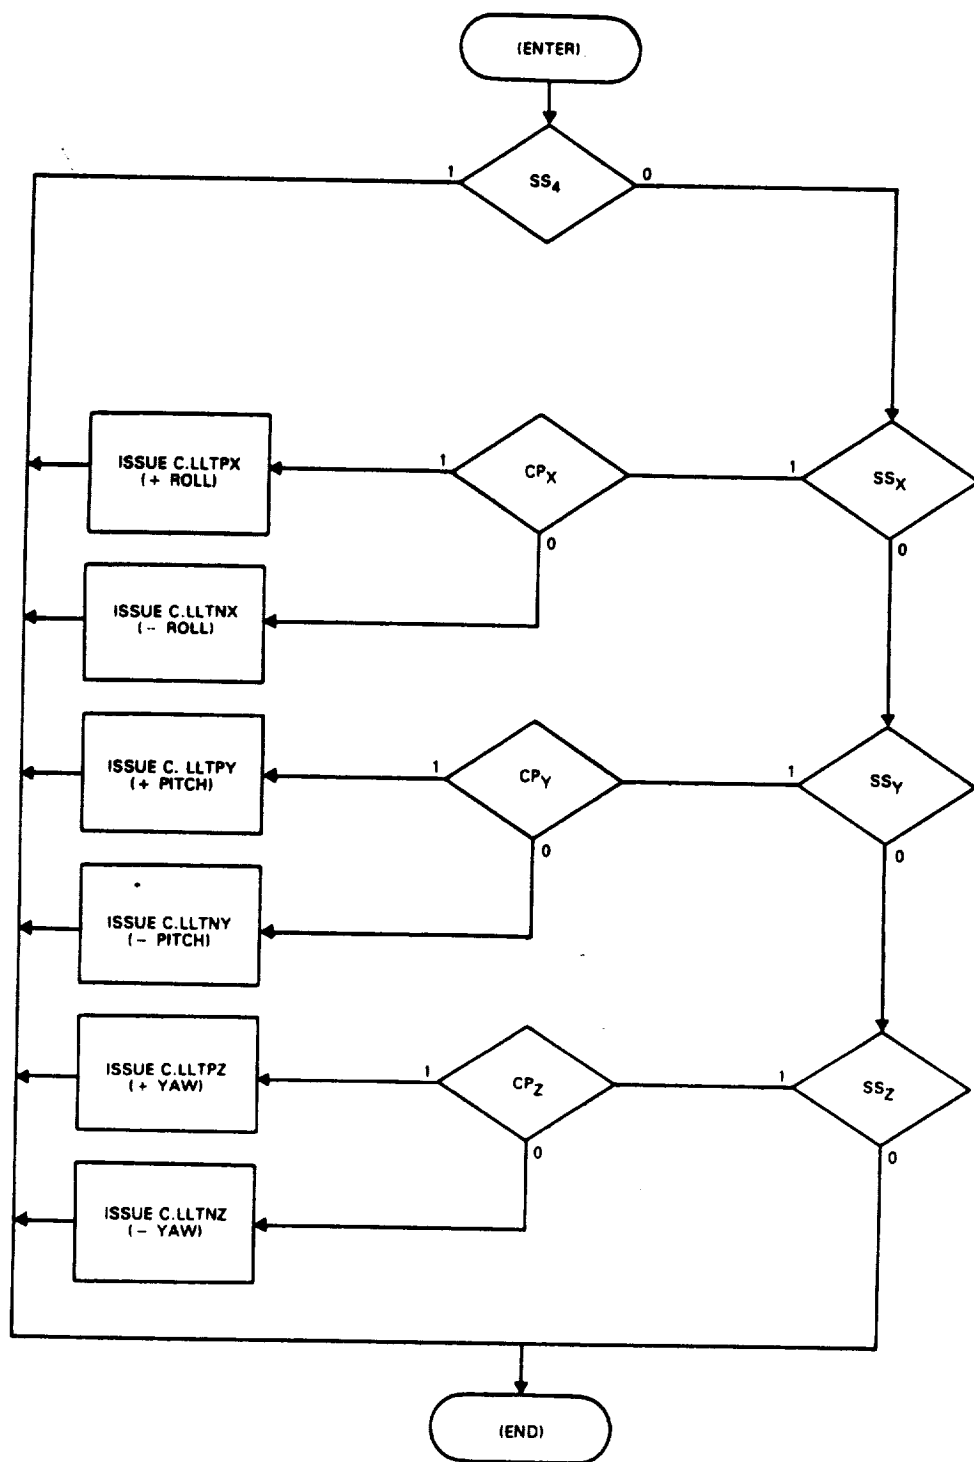 (ENTER)
1
SS4
0
ISSUE C.LLTPX
(+ ROLL)
1
CPX
1
SSX
0
0
ISSUE C.LLTNX
(- ROLL)
ISSUE C. LLTPY
(+ PITCH)
1
CPY
1
SSY
0
0
ISSUE C.LLTNY
(- PITCH)
ISSUE C.LLTPZ
(+ YAW)
1
CPZ
1
SSZ
0
0
ISSUE C.LLTNZ
(- YAW)
(END)